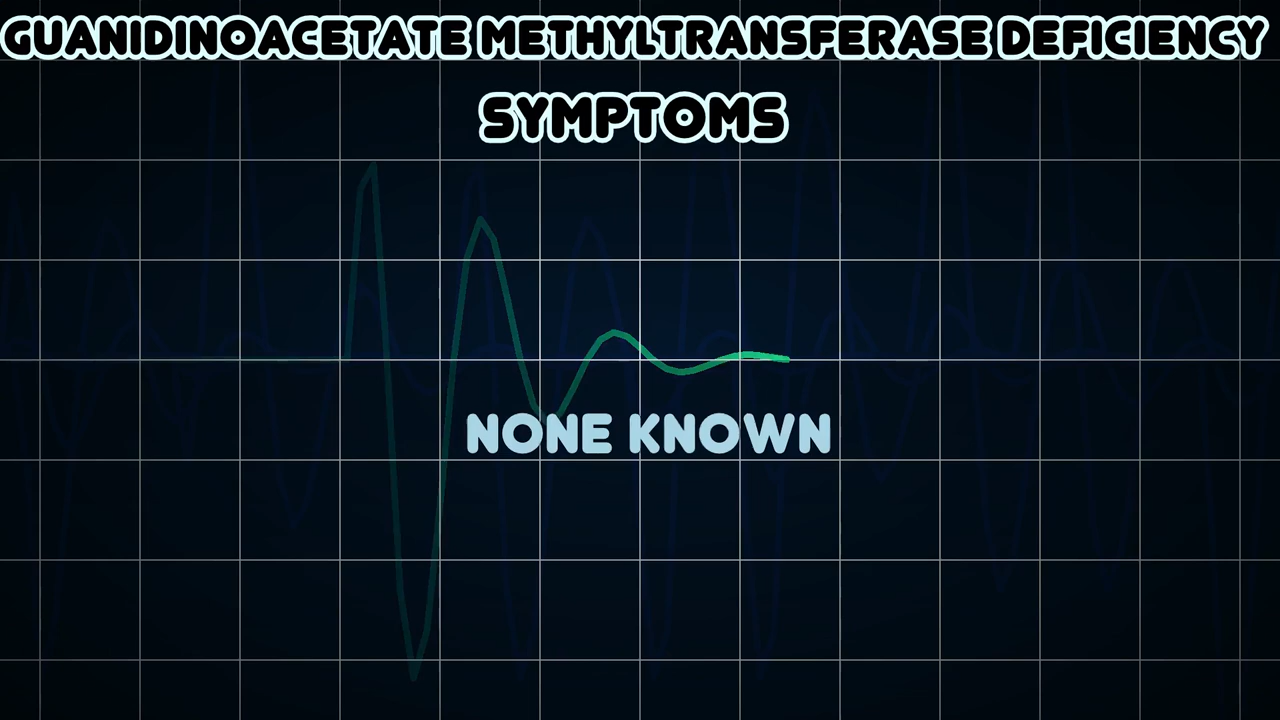 GUANIDINOACETATE METHYLTRANSFERASE DEFICIENCY
SYMPTOMS
NONE KNOWN